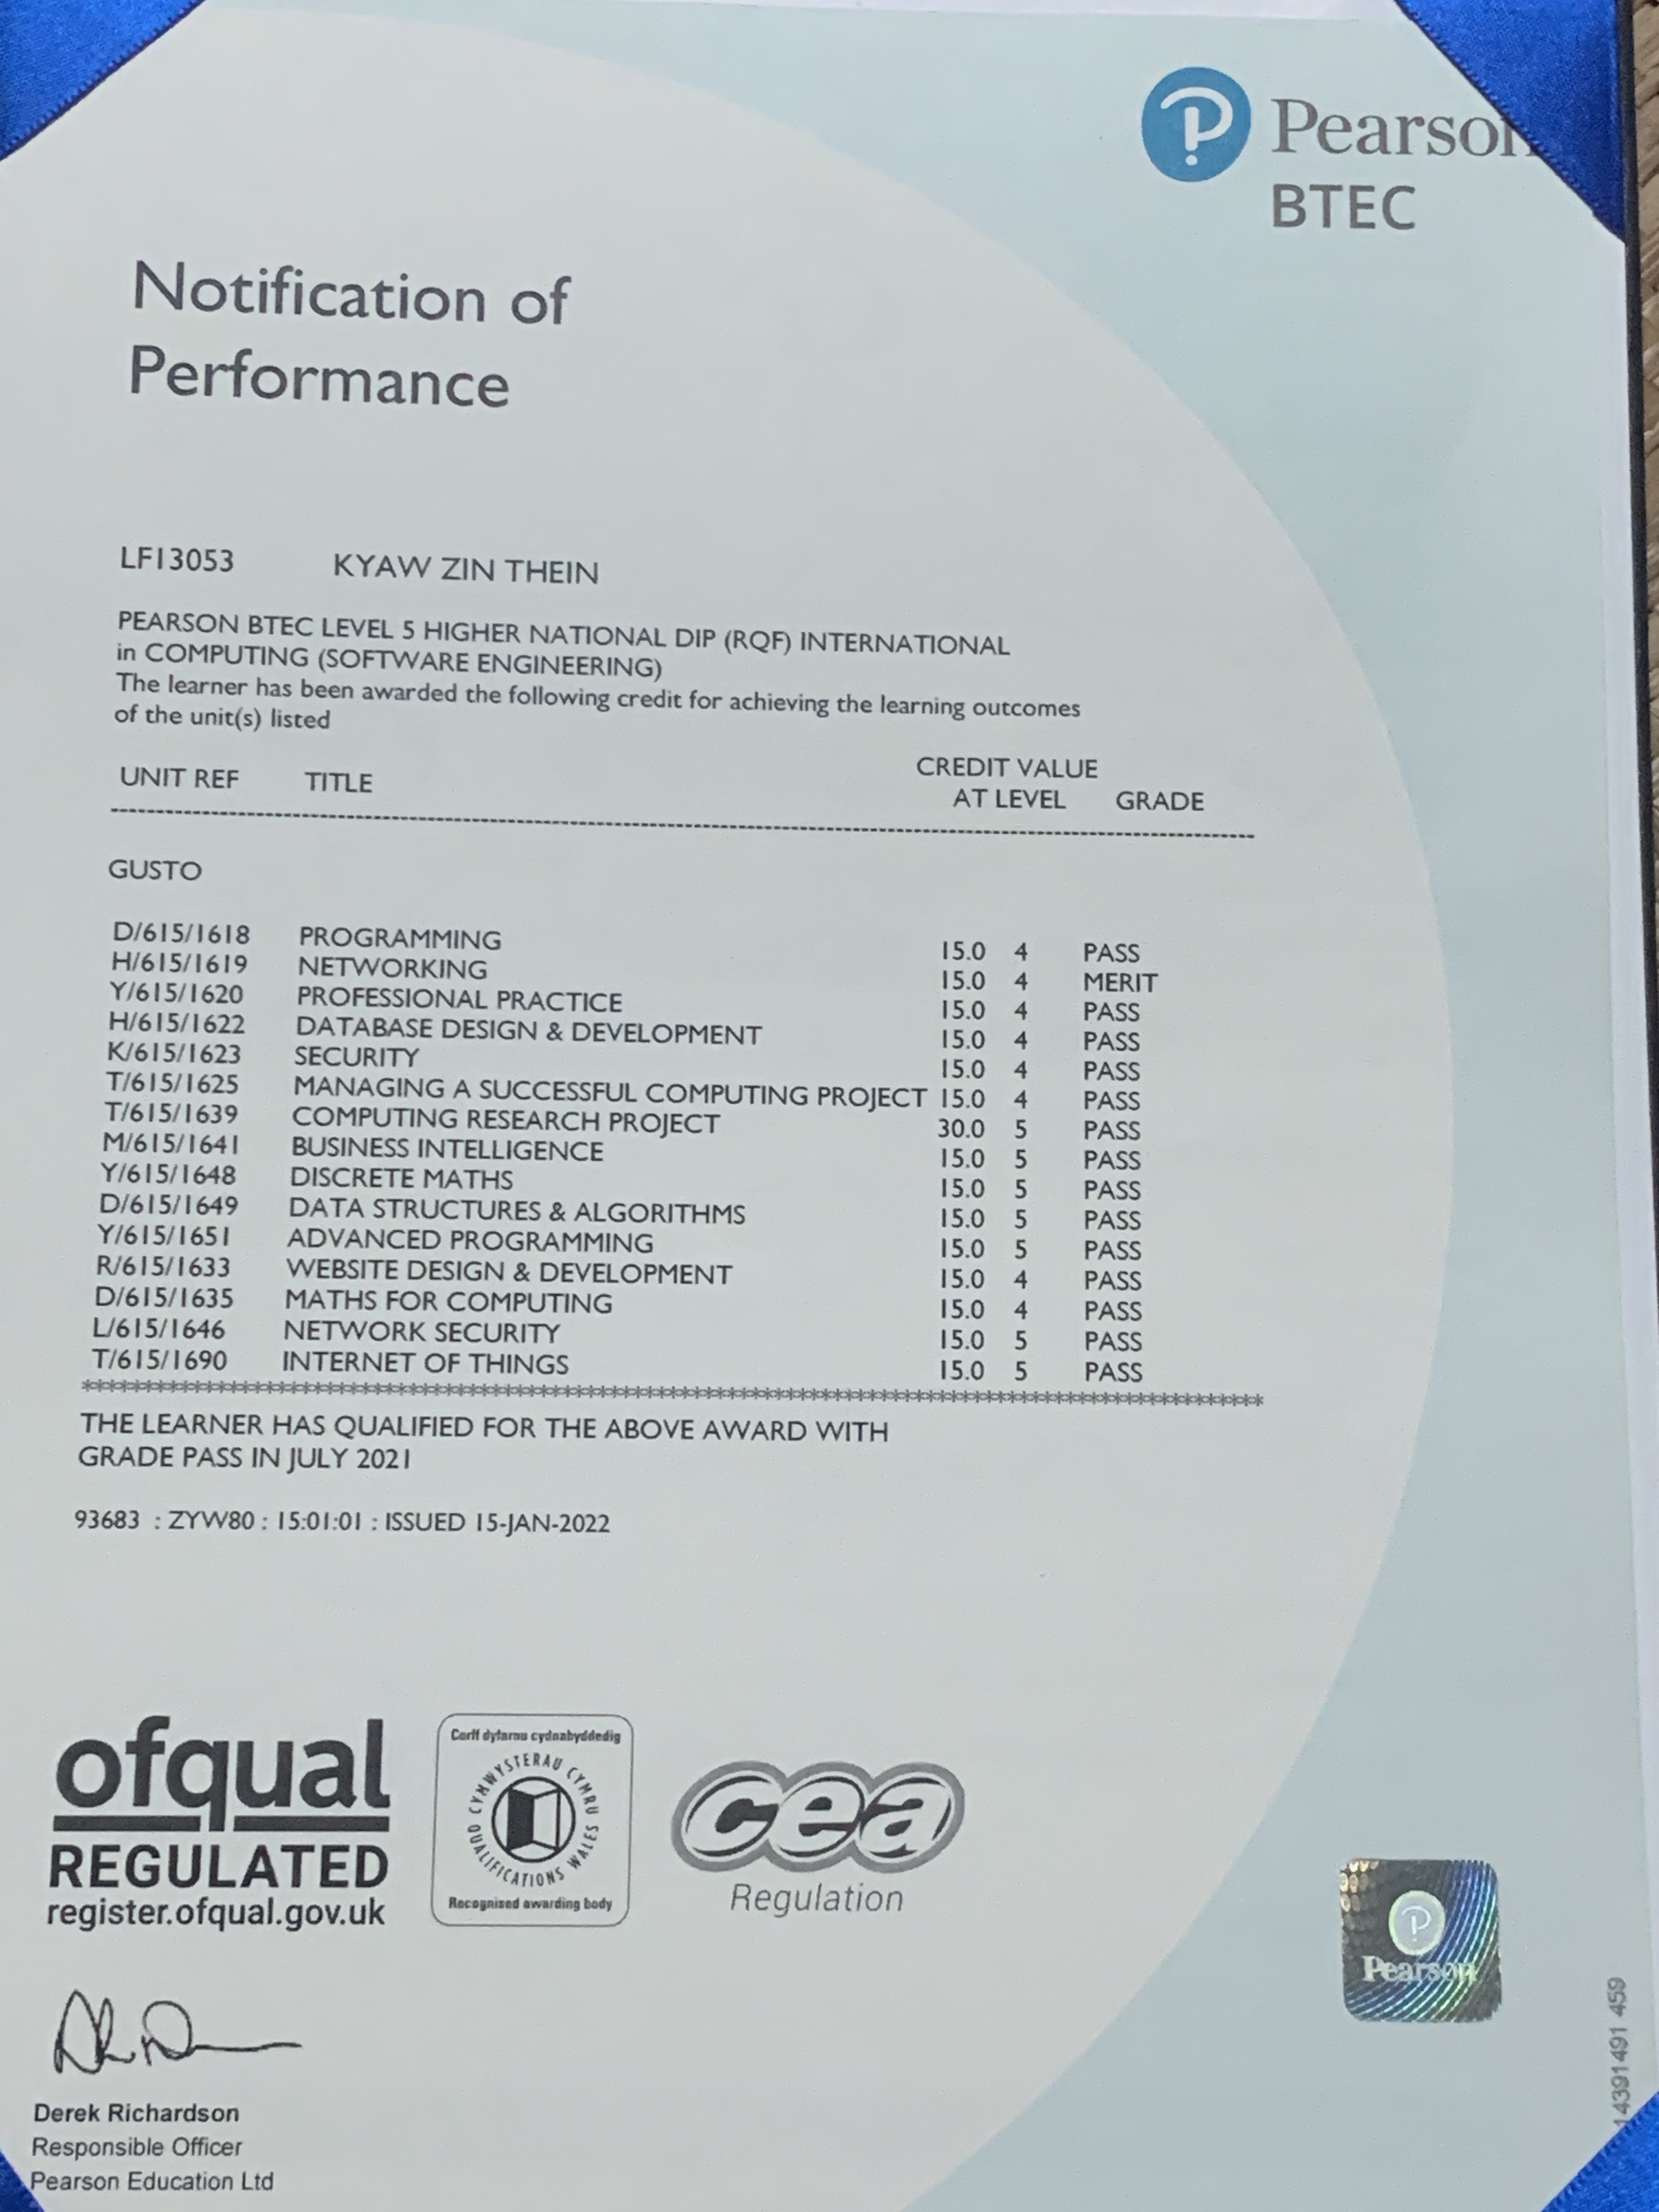 Pearson
BTEC
Notification of
Performance
LF13053 KYAW ZIN THEIN
PEARSON BTEC LEVEL 5 HIGHER NATIONAL DIP (RQF) INTERNATIONAL
in COMPUTING (SOFTWARE ENGINEERING)
The learner has been awarded the following credit for achieving the learning outcomes
of the unit(s) listed
UNIT REF TITLE CREDIT VALUE
AT LEVEL GRADE
GUSTO
D/615/1618 PROGRAMMING 15.0 4 PASS
H/615/1619 NETWORKING 15.0 4 MERIT
Y/615/1620 PROFESSIONAL PRACTICE 15.0 4 PASS
H/615/1622 DATABASE DESIGN & DEVELOPMENT 15.0 4 PASS
K/615/1623 SECURITY 15.0 4 PASS
T/615/1625 MANAGING A SUCCESSFUL COMPUTING PROJECT 15.0 4 PASS
T/615/1639 COMPUTING RESEARCH PROJECT 30.0 5 PASS
M/615/1641 BUSINESS INTELLIGENCE 15.0 5 PASS
Y/615/1648 DISCRETE MATHS 15.0 5 PASS
D/615/1649 DATA STRUCTURES & ALGORITHMS 15.0 5 PASS
Y/615/1651 ADVANCED PROGRAMMING 15.0 5 PASS
R/615/1633 WEBSITE DESIGN & DEVELOPMENT 15.0 4 PASS
D/615/1635 MATHS FOR COMPUTING 15.0 4 PASS
L/615/1646 NETWORK SECURITY 15.0 5 PASS
T/615/1690 INTERNET OF THINGS 15.0 5 PASS
THE LEARNER HAS QUALIFIED FOR THE ABOVE AWARD WITH
GRADE PASS IN JULY 2021
93683 : ZYW80 : 15:01:01 : ISSUED 15-JAN-2022
ofqual
REGULATED
register.ofqual.gov.uk
Corff dyfarnu cydnabyddedig
CYMWYSTERAU CYMRU
QUALIFICATIONS WALES
Recognised awarding body
cea
Regulation
Pearson
14391491 459
Derek Richardson
Responsible Officer
Pearson Education Ltd